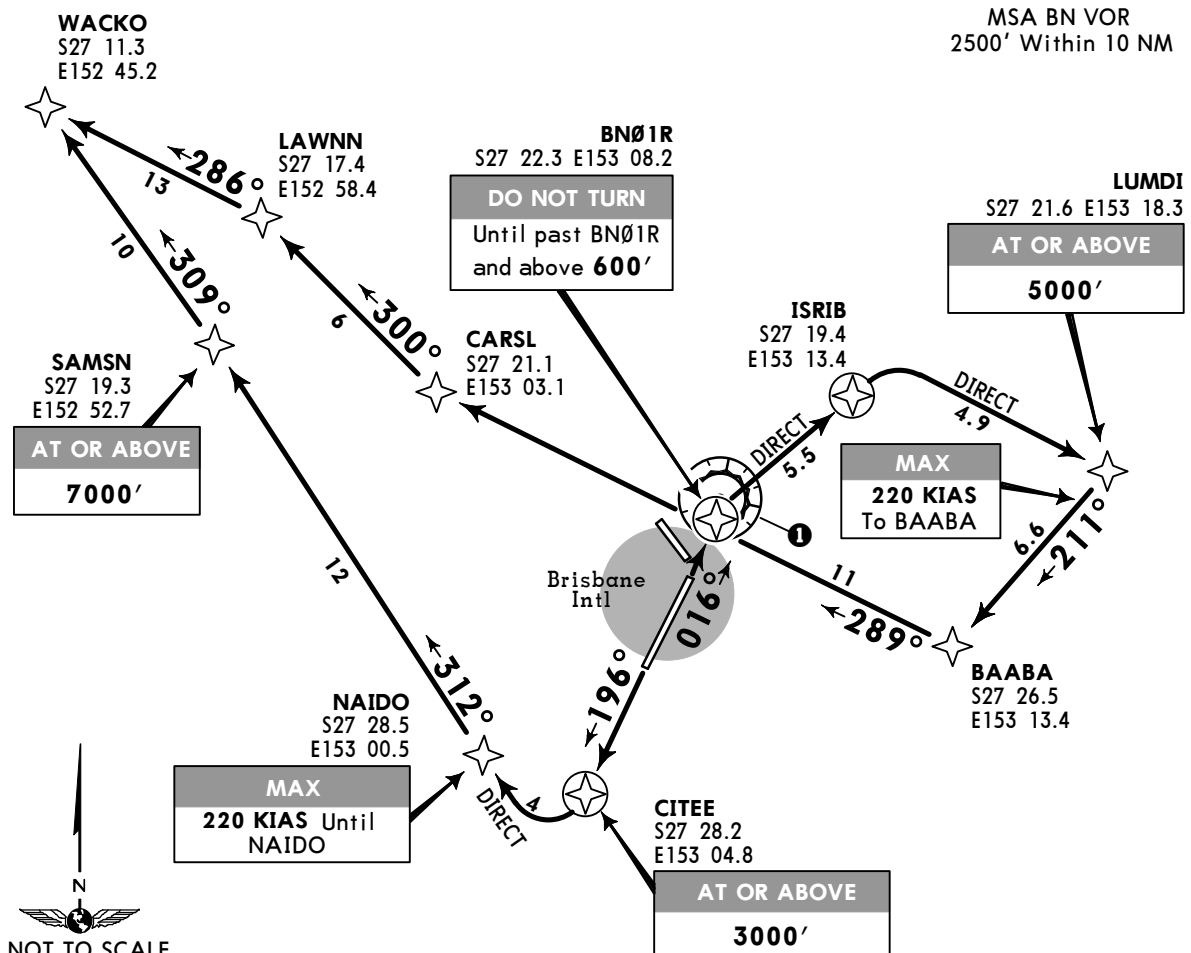 WACKO
S27 11.3
E152 45.2
MSA BN VOR
2500′ Within 10 NM
←286°
13
LAWNN
S27 17.4
E152 58.4
BNØ1R
S27 22.3 E153 08.2
DO NOT TURN
Until past BNØ1R
and above 600′
LUMDI
S27 21.6 E153 18.3
AT OR ABOVE
5000′
10
←309°
6
←300°
CARSL
S27 21.1
E153 03.1
ISRIB
S27 19.4
E153 13.4
SAMSN
S27 19.3
E152 52.7
AT OR ABOVE
7000′
DIRECT
5.5
DIRECT
4.9
MAX
220 KIAS
To BAABA
1
6.6
←211°
12
Brisbane
Intl
016°→
11
←289°
BAABA
S27 26.5
E153 13.4
←312°
←196°
NAIDO
S27 28.5
E153 00.5
MAX
220 KIAS Until
NAIDO
4
DIRECT
CITEE
S27 28.2
E153 04.8
AT OR ABOVE
3000′
N
NOT TO SCALE